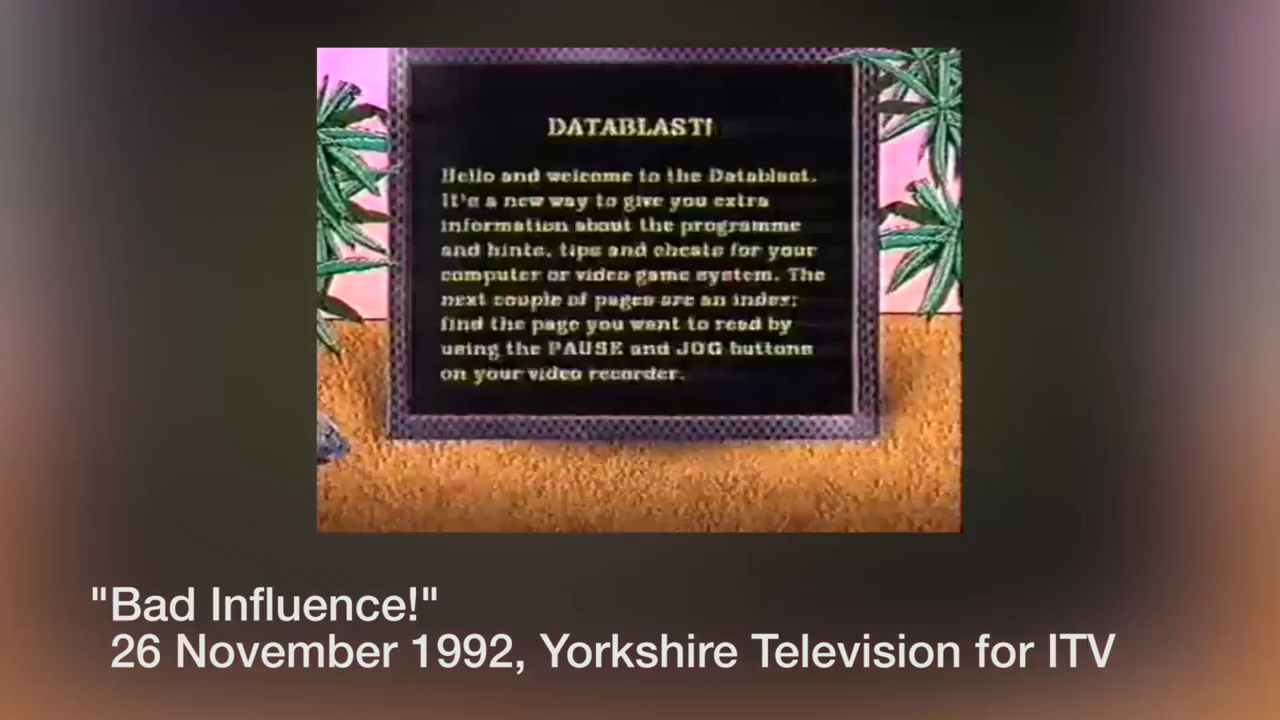 DATABLAST!
Hello and welcome to the Datablast.
It's a new way to give you extra
information about the programme
and hints, tips and cheats for your
computer or video game system. The
next couple of pages are an index;
find the page you want to read by
using the PAUSE and JOG buttons
on your video recorder.
"Bad Influence!"
26 November 1992, Yorkshire Television for ITV